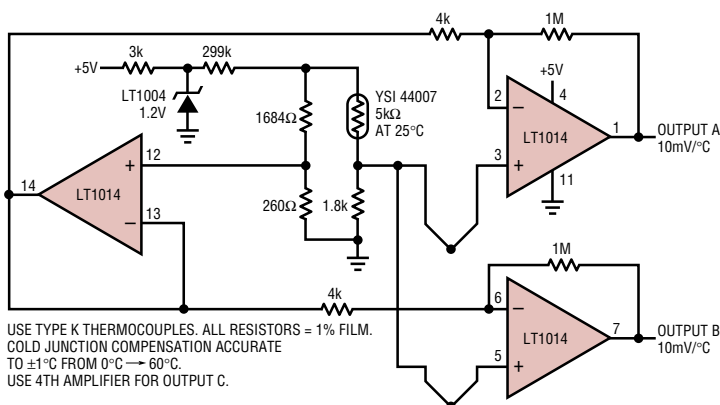 4k
1M
3k
299k
+5V
+5V
LT1004
1.2V
1684Ω
YSI 44007
5kΩ
AT 25°C
2
−
4
LT1014
1
OUTPUT A
10mV/°C
3
+
11
12
+
14
LT1014
−
13
260Ω
1.8k
1M
4k
6
−
LT1014
7
OUTPUT B
10mV/°C
5
+
USE TYPE K THERMOCOUPLES. ALL RESISTORS = 1% FILM.
COLD JUNCTION COMPENSATION ACCURATE
TO ±1°C FROM 0°C → 60°C.
USE 4TH AMPLIFIER FOR OUTPUT C.